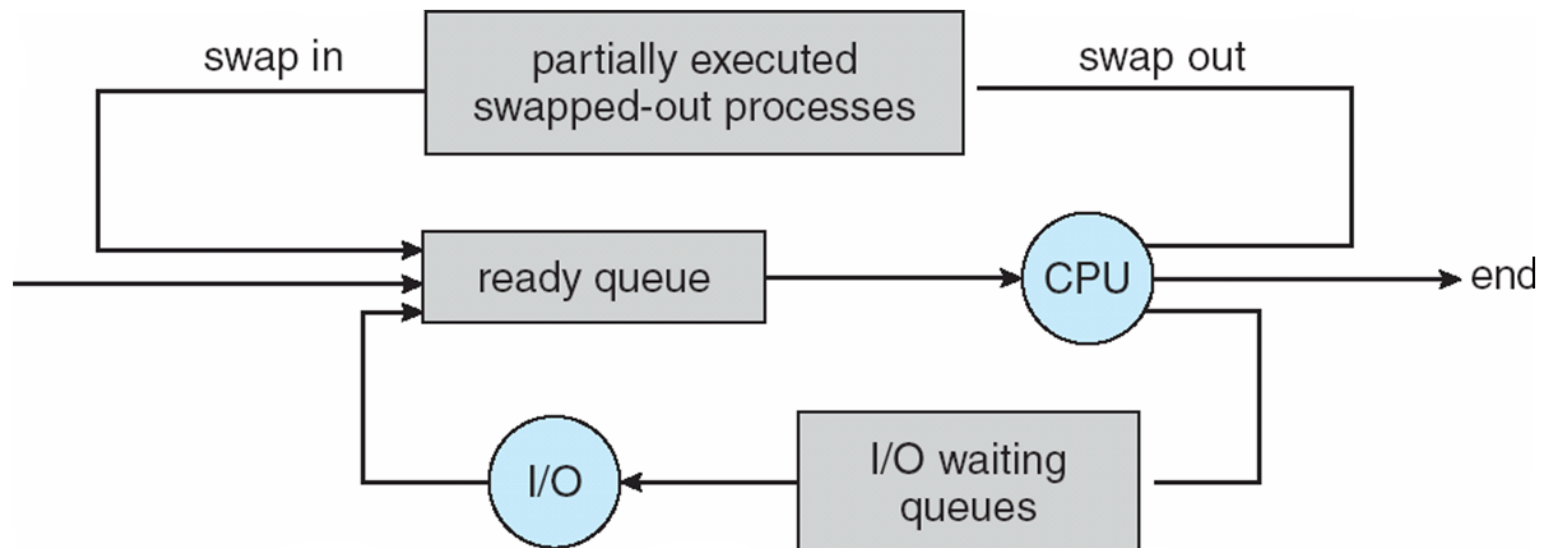 swap in
partially executed
swapped-out processes
swap out
ready queue
CPU
end
I/O
I/O waiting
queues